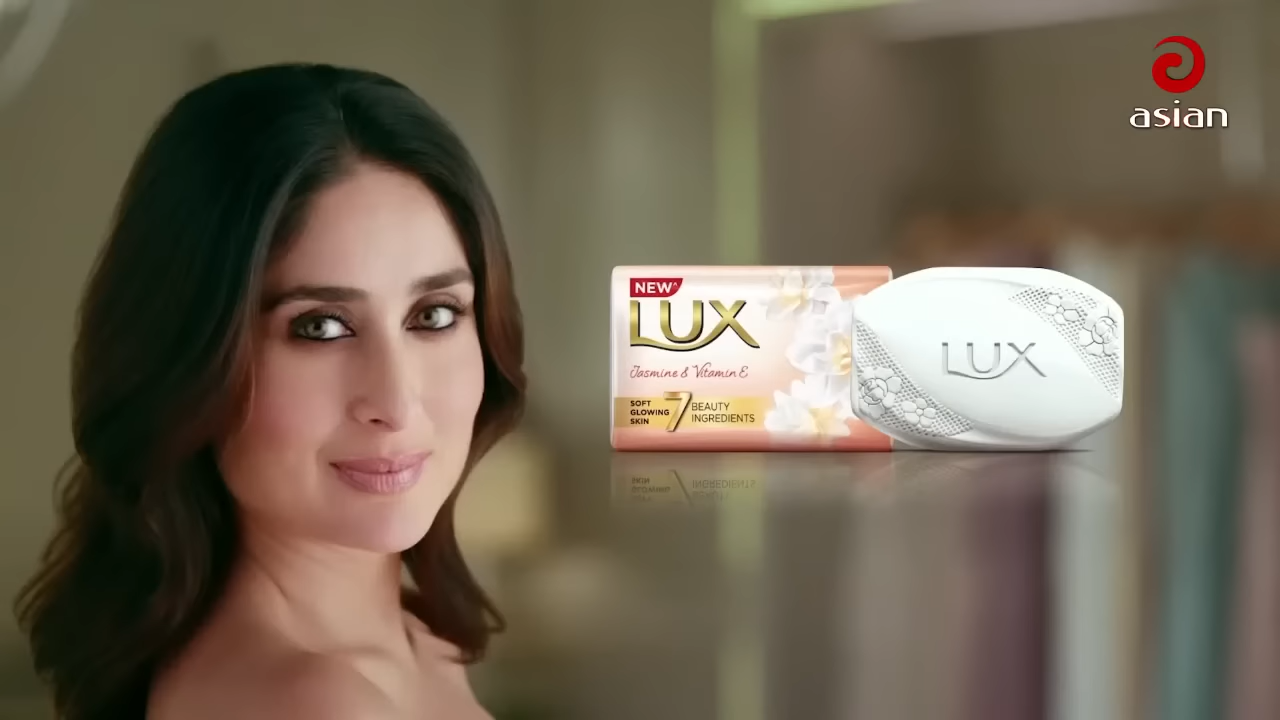 asian
NEW^
LUX
Jasmine & Vitamin E
SOFT
GLOWING
SKIN
7
BEAUTY
INGREDIENTS
LUX